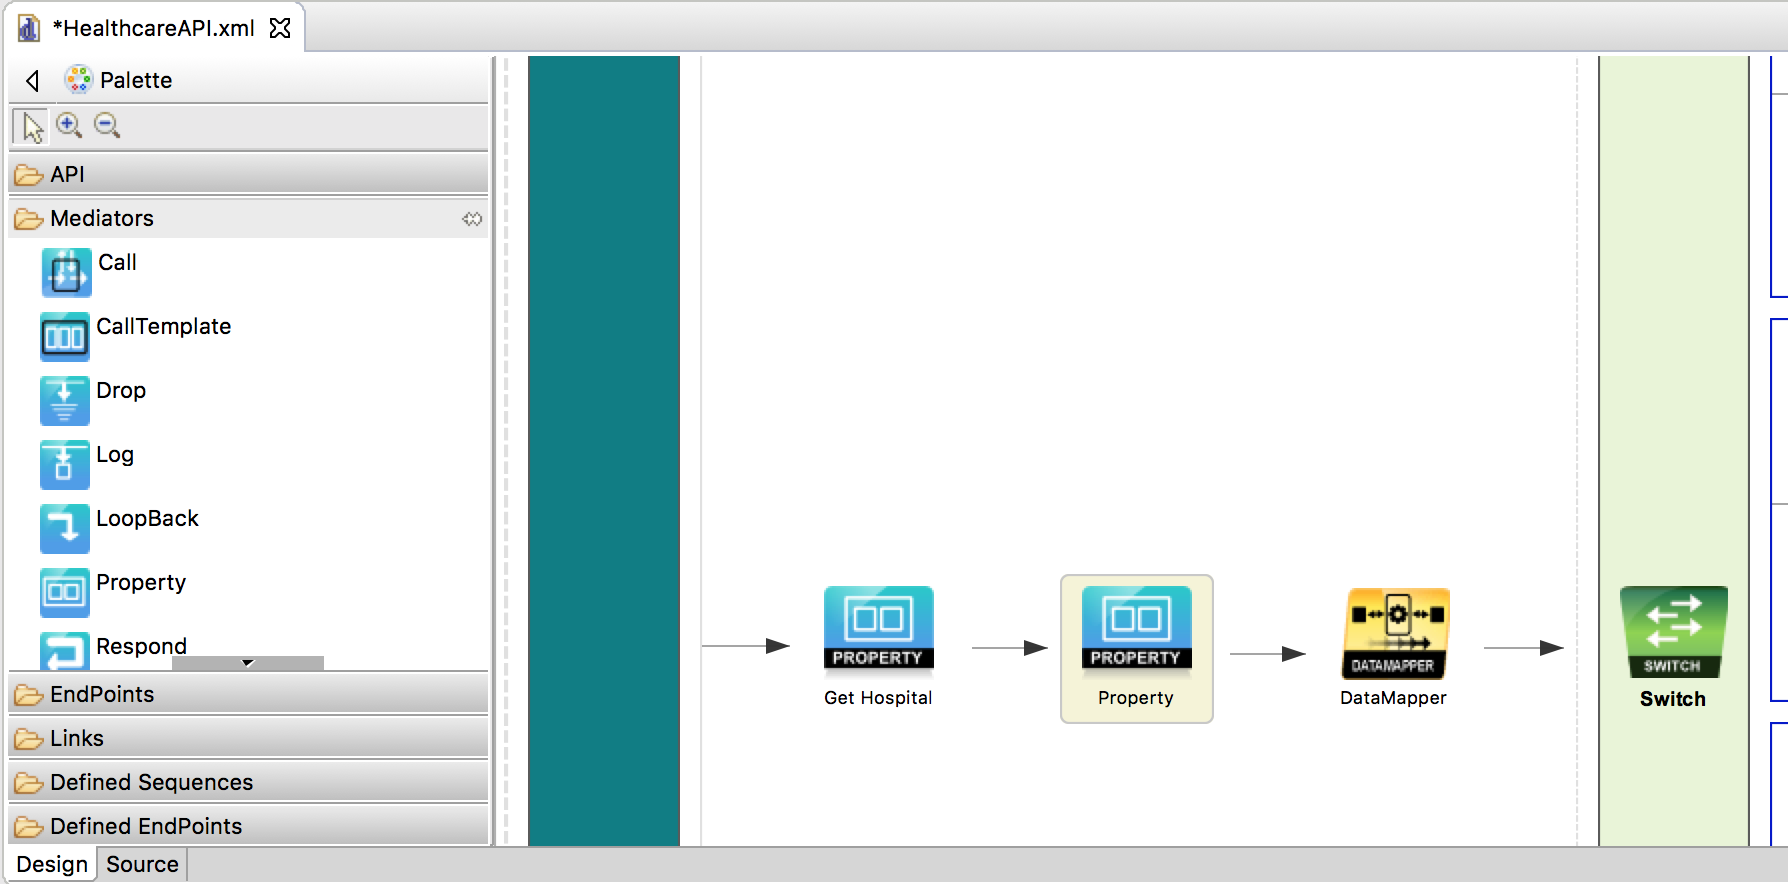 *HealthcareAPI.xml
Palette
API
Mediators
Call
CallTemplate
Drop
Log
LoopBack
Property
Respond
EndPoints
Links
Defined Sequences
Defined EndPoints
Design Source
PROPERTY
Get Hospital
PROPERTY
Property
DATAMAPPER
DataMapper
SWITCH
Switch